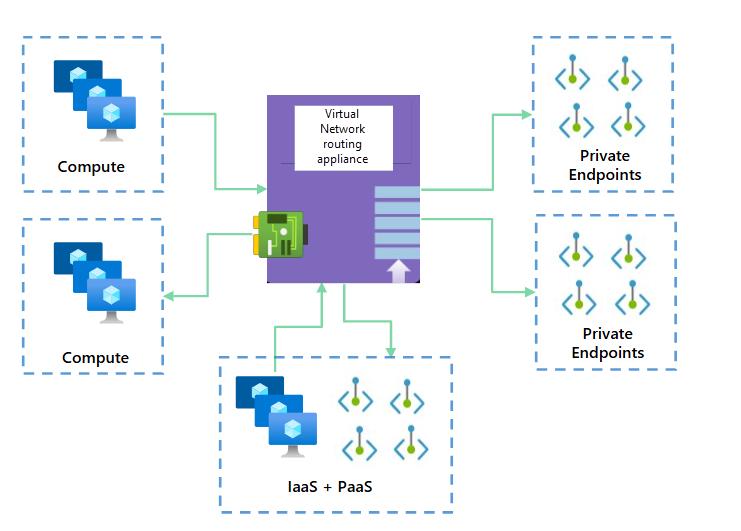 Compute
Virtual
Network
routing
appliance
Private
Endpoints
Compute
Private
Endpoints
IaaS + PaaS